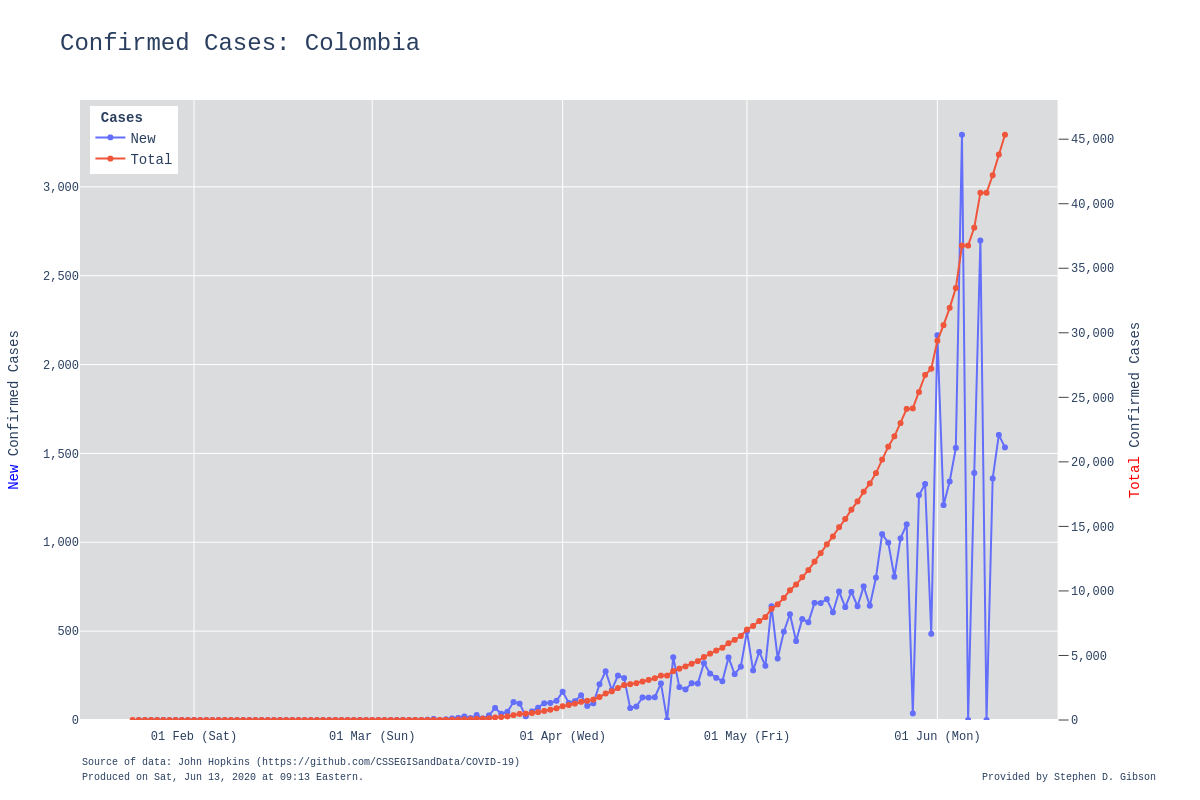 Confirmed Cases: Colombia
Cases
New
Total
3,000
2,500
2,000
1,500
1,000
500
0
45,000
40,000
35,000
30,000
25,000
20,000
15,000
10,000
5,000
0
New Confirmed Cases
Total Confirmed Cases
01 Feb (Sat)
01 Mar (Sun)
01 Apr (Wed)
01 May (Fri)
01 Jun (Mon)
Source of data: John Hopkins (https://github.com/CSSEGISandData/COVID-19)
Produced on Sat, Jun 13, 2020 at 09:13 Eastern.
Provided by Stephen D. Gibson